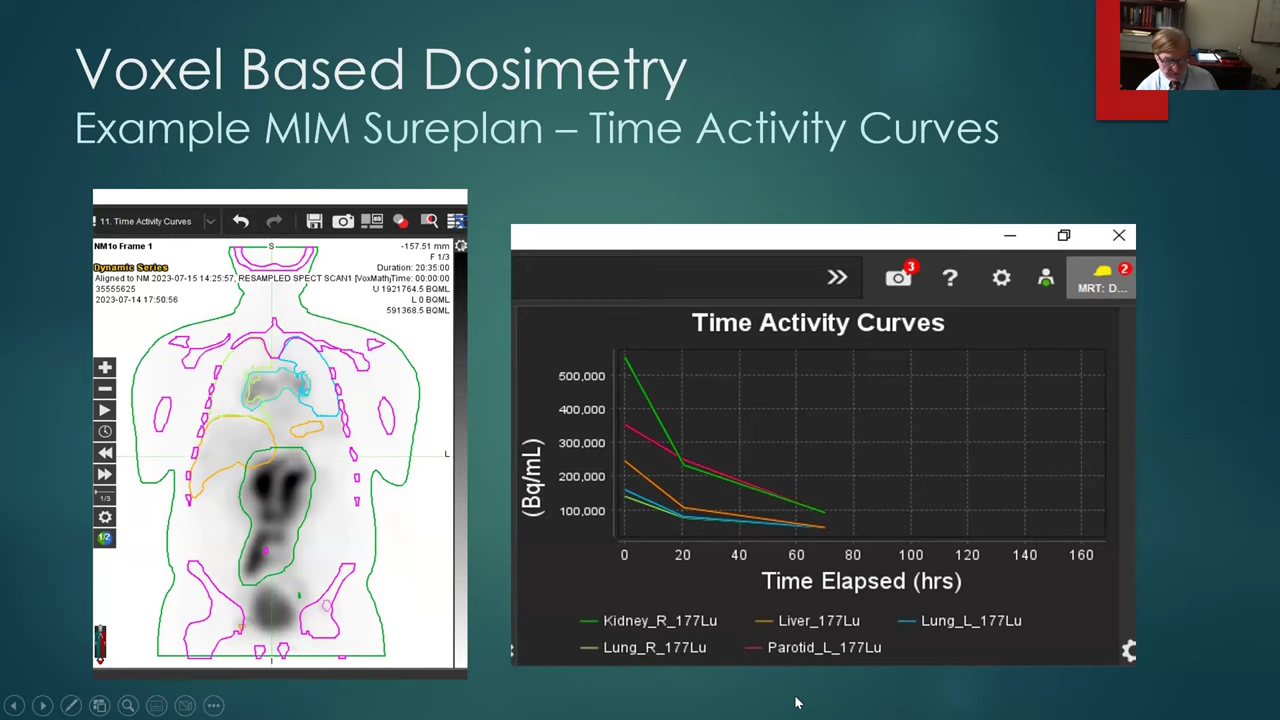 Voxel Based Dosimetry
Example MIM Sureplan – Time Activity Curves
11. Time Activity Curves
NM1o Frame 1
S
-157.51 mm
F 1/3
Dynamic Series
Duration: 20:35:00
Aligned to NM 2023-07-15 14:25:57, RESAMPLED SPECT SCAN1 [VoxMath
Time: 00:00:00
35555625
U 1921764.5 BQML
2023-07-14 17:50:56
L 0 BQML
591368.5 BQML
L
1/3
1/2
I
3
2
MRT: D...
Time Activity Curves
(Bq/mL)
500,000
400,000
300,000
200,000
100,000
0 20 40 60 80 100 120 140 160
Time Elapsed (hrs)
Kidney_R_177Lu Liver_177Lu Lung_L_177Lu
Lung_R_177Lu Parotid_L_177Lu